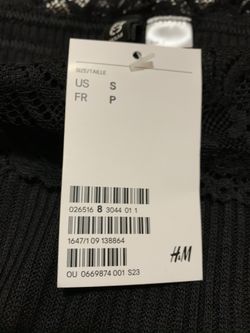 SIZE/TAILLE
US S
FR P
026516 8 3044 01 1
1647/1 09 138864
H&M
OU 0669874 001 S23